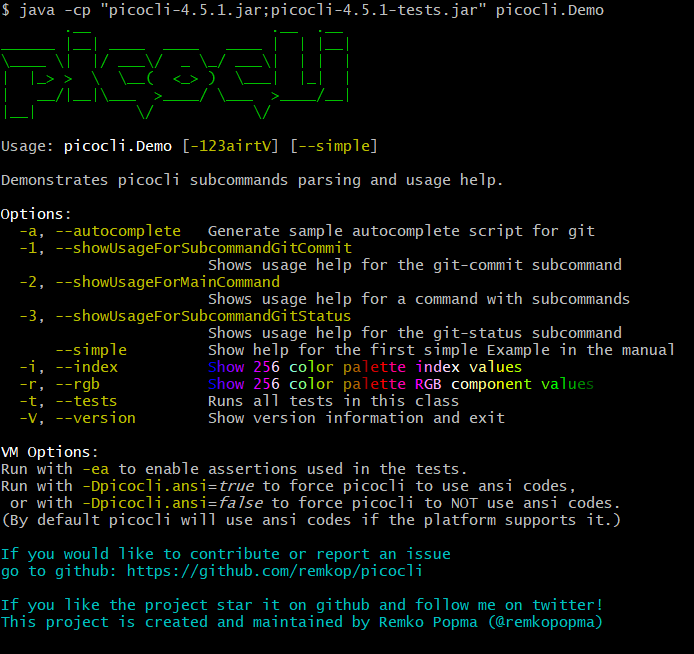 $ java -cp "picocli-4.5.1.jar;picocli-4.5.1-tests.jar" picocli.Demo
picocli
Usage: picocli.Demo [-123airtV] [--simple]
Demonstrates picocli subcommands parsing and usage help.
Options:
-a, --autocomplete   Generate sample autocomplete script for git
-1, --showUsageForSubcommandGitCommit
Shows usage help for the git-commit subcommand
-2, --showUsageForMainCommand
Shows usage help for a command with subcommands
-3, --showUsageForSubcommandGitStatus
Shows usage help for the git-status subcommand
--simple         Show help for the first simple Example in the manual
-i, --index          Show 256 color palette index values
-r, --rgb            Show 256 color palette RGB component values
-t, --tests          Runs all tests in this class
-V, --version        Show version information and exit
VM Options:
Run with -ea to enable assertions used in the tests.
Run with -Dpicocli.ansi=true to force picocli to use ansi codes,
or with -Dpicocli.ansi=false to force picocli to NOT use ansi codes.
(By default picocli will use ansi codes if the platform supports it.)
If you would like to contribute or report an issue
go to github: https://github.com/remkop/picocli
If you like the project star it on github and follow me on twitter!
This project is created and maintained by Remko Popma (@remkopopma)